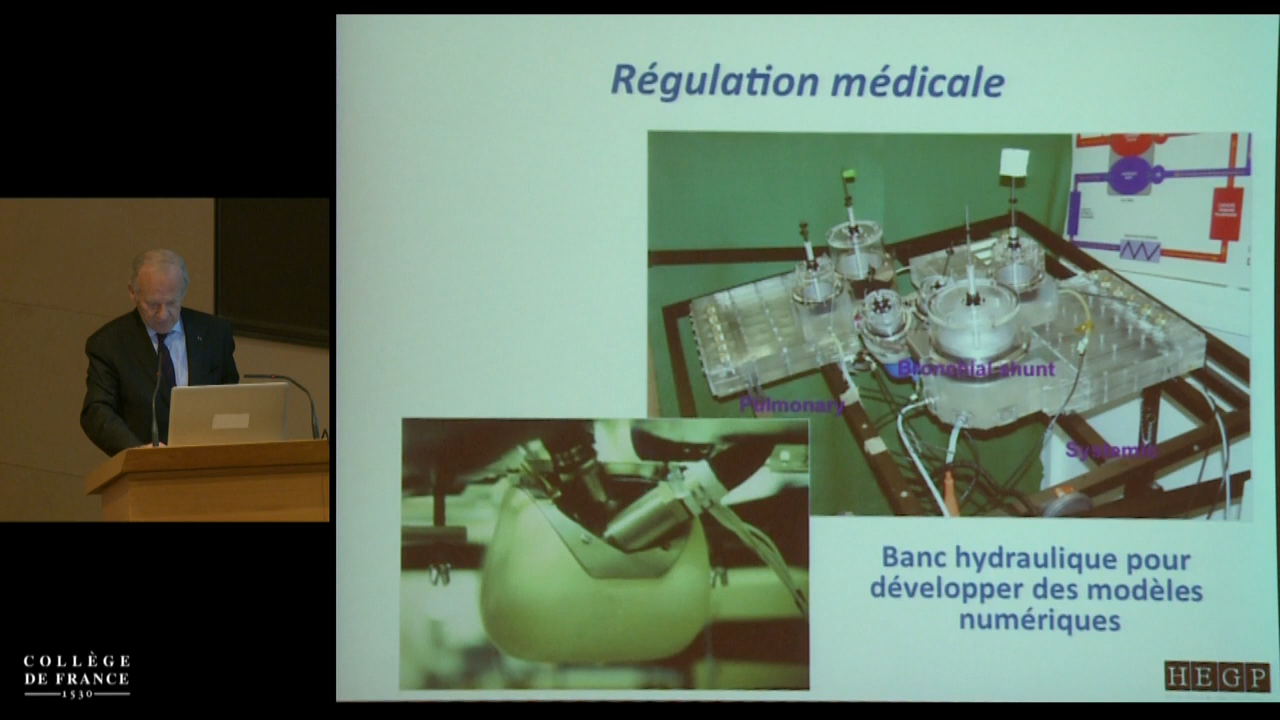 Régulation médicale
Bronchial shunt
Pulmonary
Systemic
Banc hydraulique pour
développer des modèles
numériques
HEGP
COLLÈGE
DE FRANCE
1530